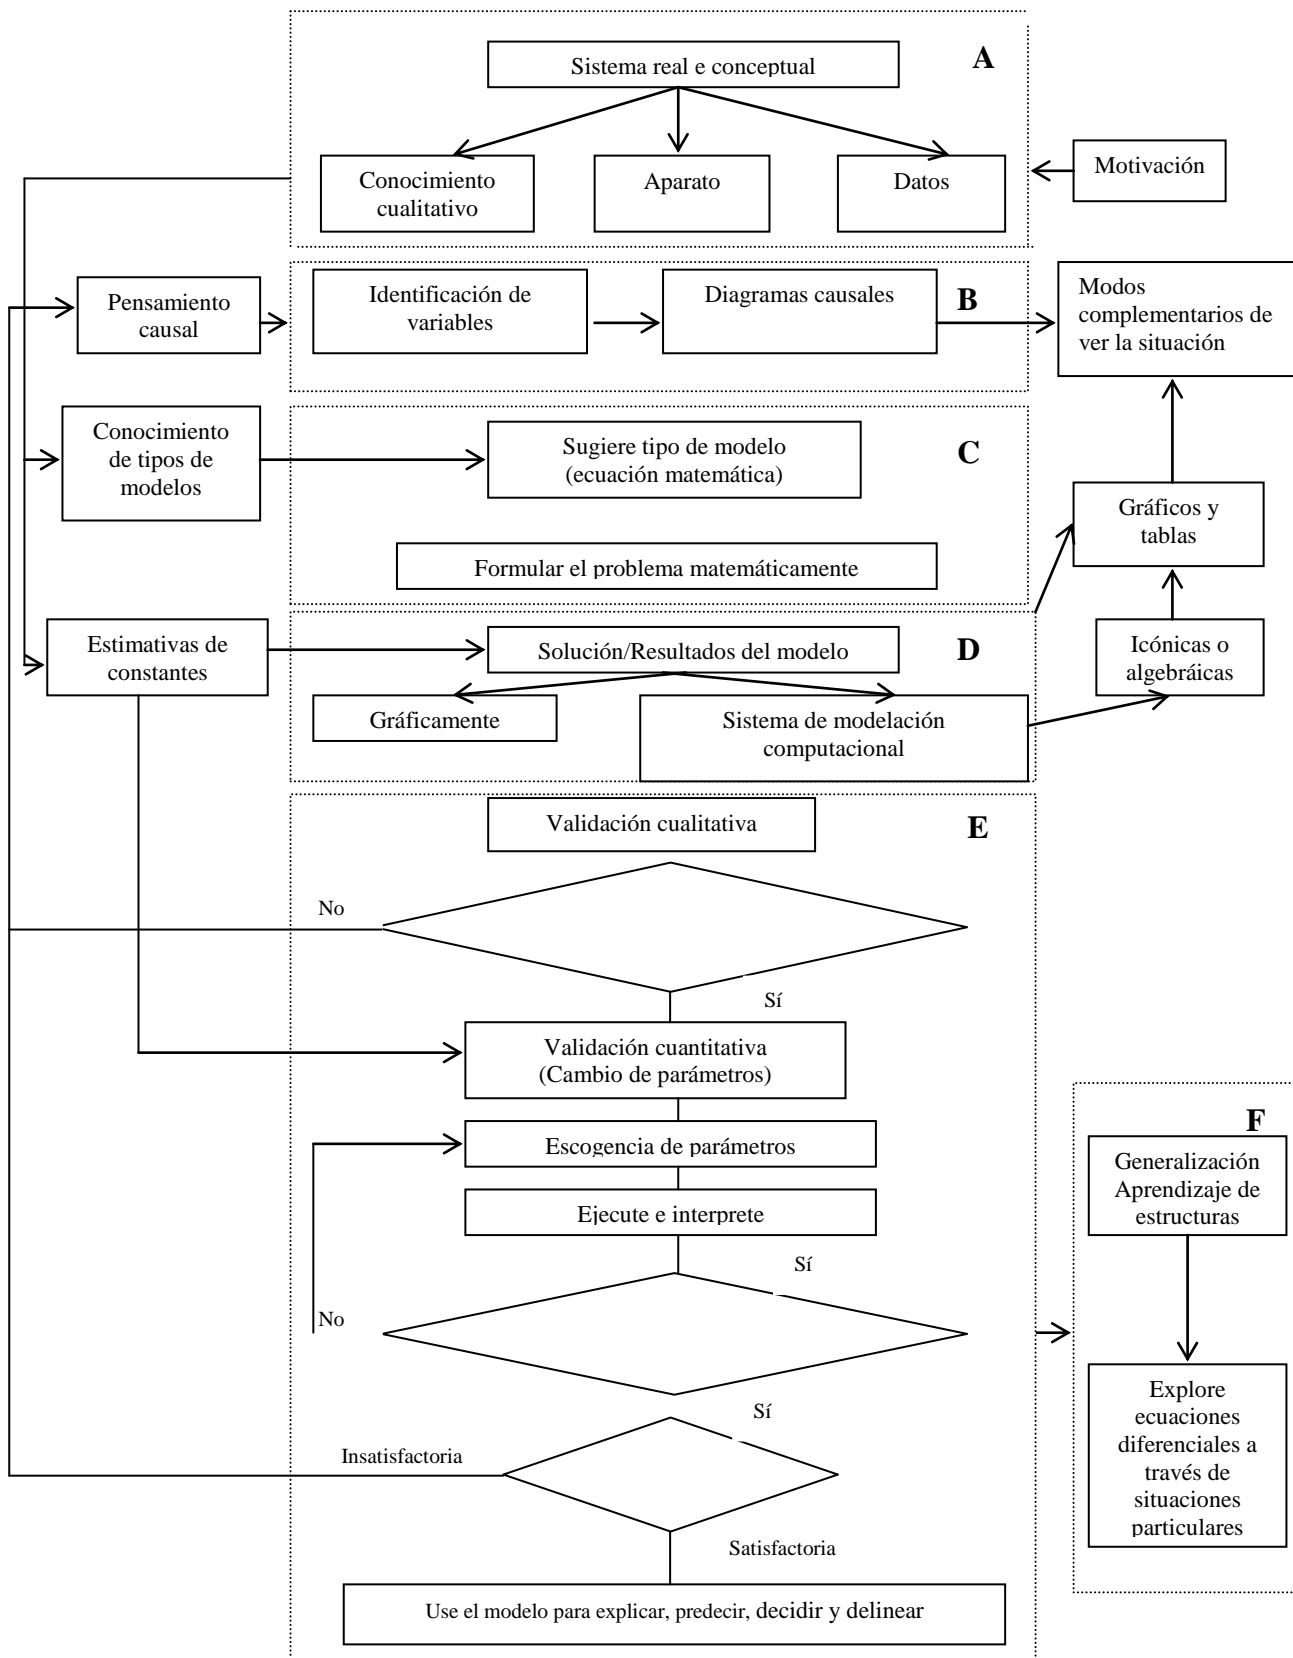 A
Sistema real e conceptual
Conocimiento
cualitativo
Aparato
Datos
Motivación
Pensamiento
causal
Identificación de
variables
Diagramas causales
B
Modos
complementarios de
ver la situación
Conocimiento
de tipos de
modelos
Sugiere tipo de modelo
(ecuación matemática)
C
Formular el problema matemáticamente
Gráficos y
tablas
Estimativas de
constantes
Solución/Resultados del modelo
D
Icónicas o
algebráicas
Gráficamente
Sistema de modelación
computacional
Validación cualitativa
E
No
Sí
Validación cuantitativa
(Cambio de parámetros)
Escogencia de parámetros
Ejecute e interprete
Sí
No
F
Generalización
Aprendizaje de
estructuras
Explore
ecuaciones
diferenciales a
través de
situaciones
particulares
Sí
Insatisfactoria
Satisfactoria
Use el modelo para explicar, predecir, decidir y delinear